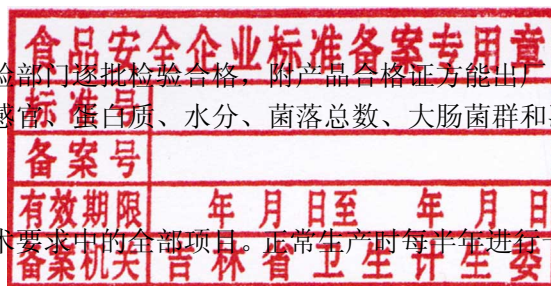 食品安全企业标准备案专用章
验部门逐批检验合格，附产品合格证方能出厂
标准号
感官、蛋白质、水分、菌落总数、大肠菌群和
备案号
有效期限 年 月 日至 年 月 日
术要求中的全部项目。正常生产时每半年进行
备案机关 吉林省卫生计生委